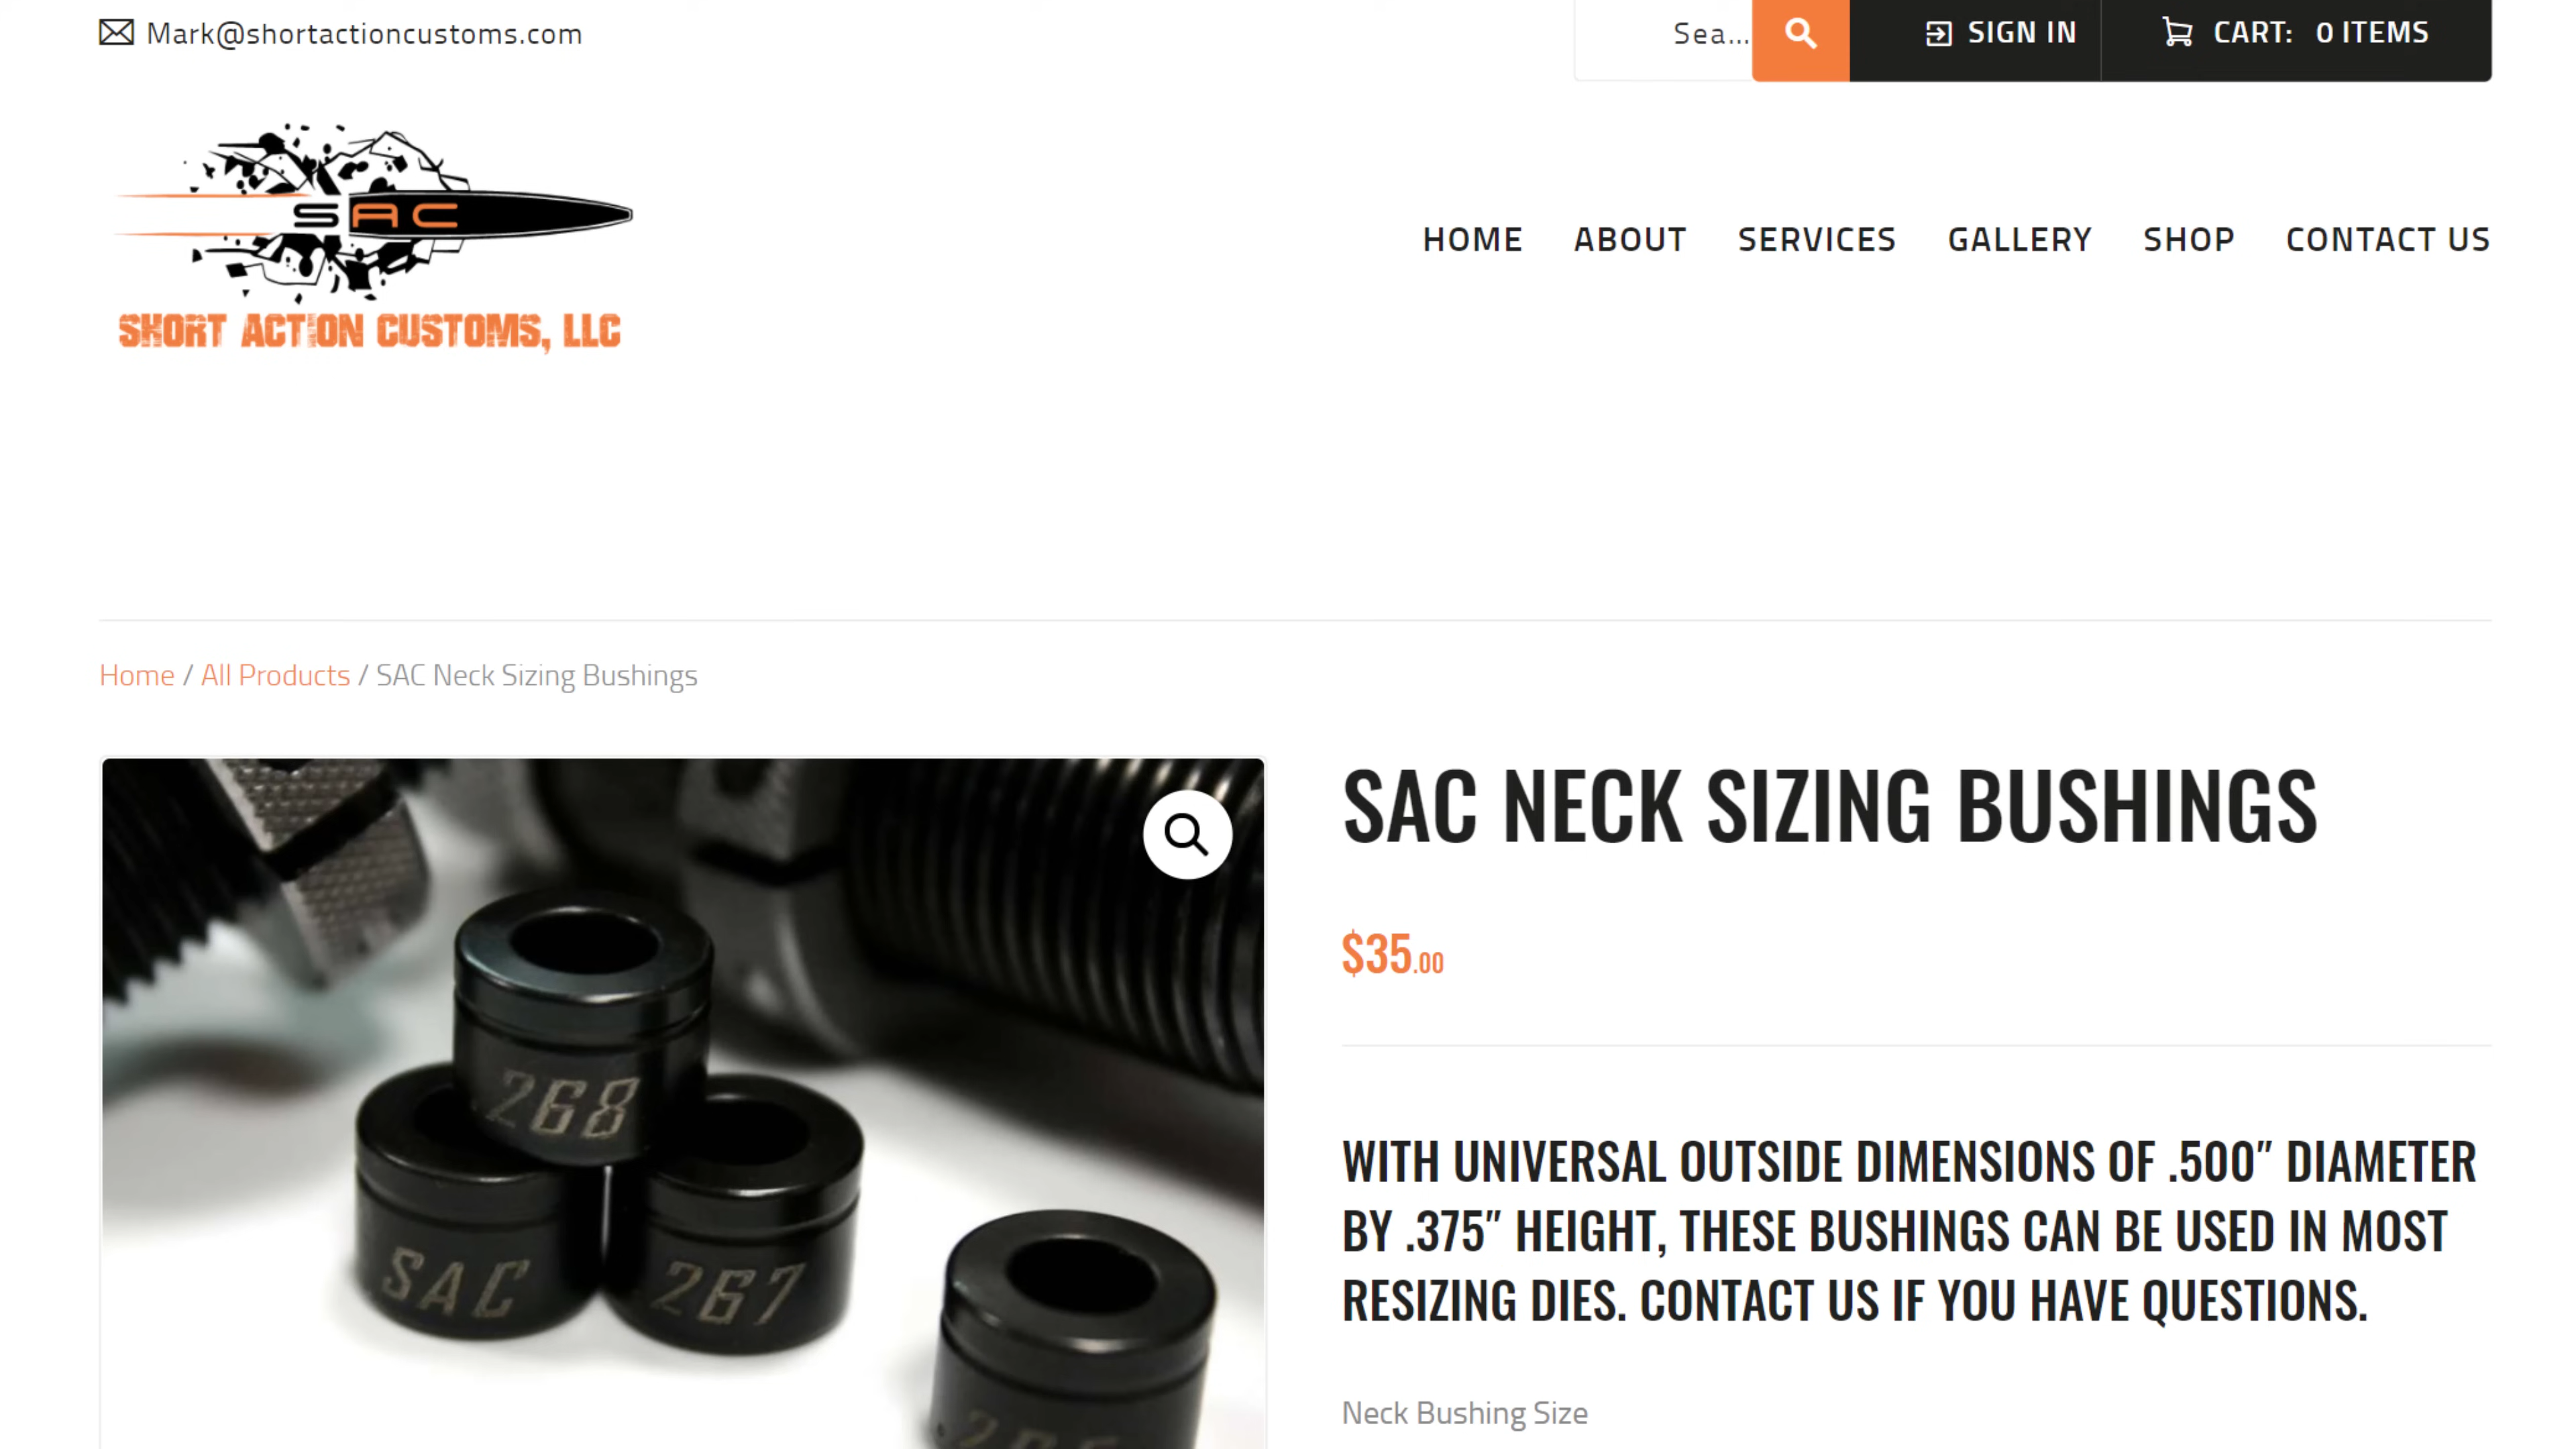 Mark@shortactioncustoms.com
Sea...
SIGN IN
CART: 0 ITEMS
SAC
SHORT ACTION CUSTOMS, LLC
HOME ABOUT SERVICES GALLERY SHOP CONTACT US
Home / All Products / SAC Neck Sizing Bushings
268
SAC
267
SAC NECK SIZING BUSHINGS
$35.00
WITH UNIVERSAL OUTSIDE DIMENSIONS OF .500″ DIAMETER
BY .375″ HEIGHT, THESE BUSHINGS CAN BE USED IN MOST
RESIZING DIES. CONTACT US IF YOU HAVE QUESTIONS.
Neck Bushing Size